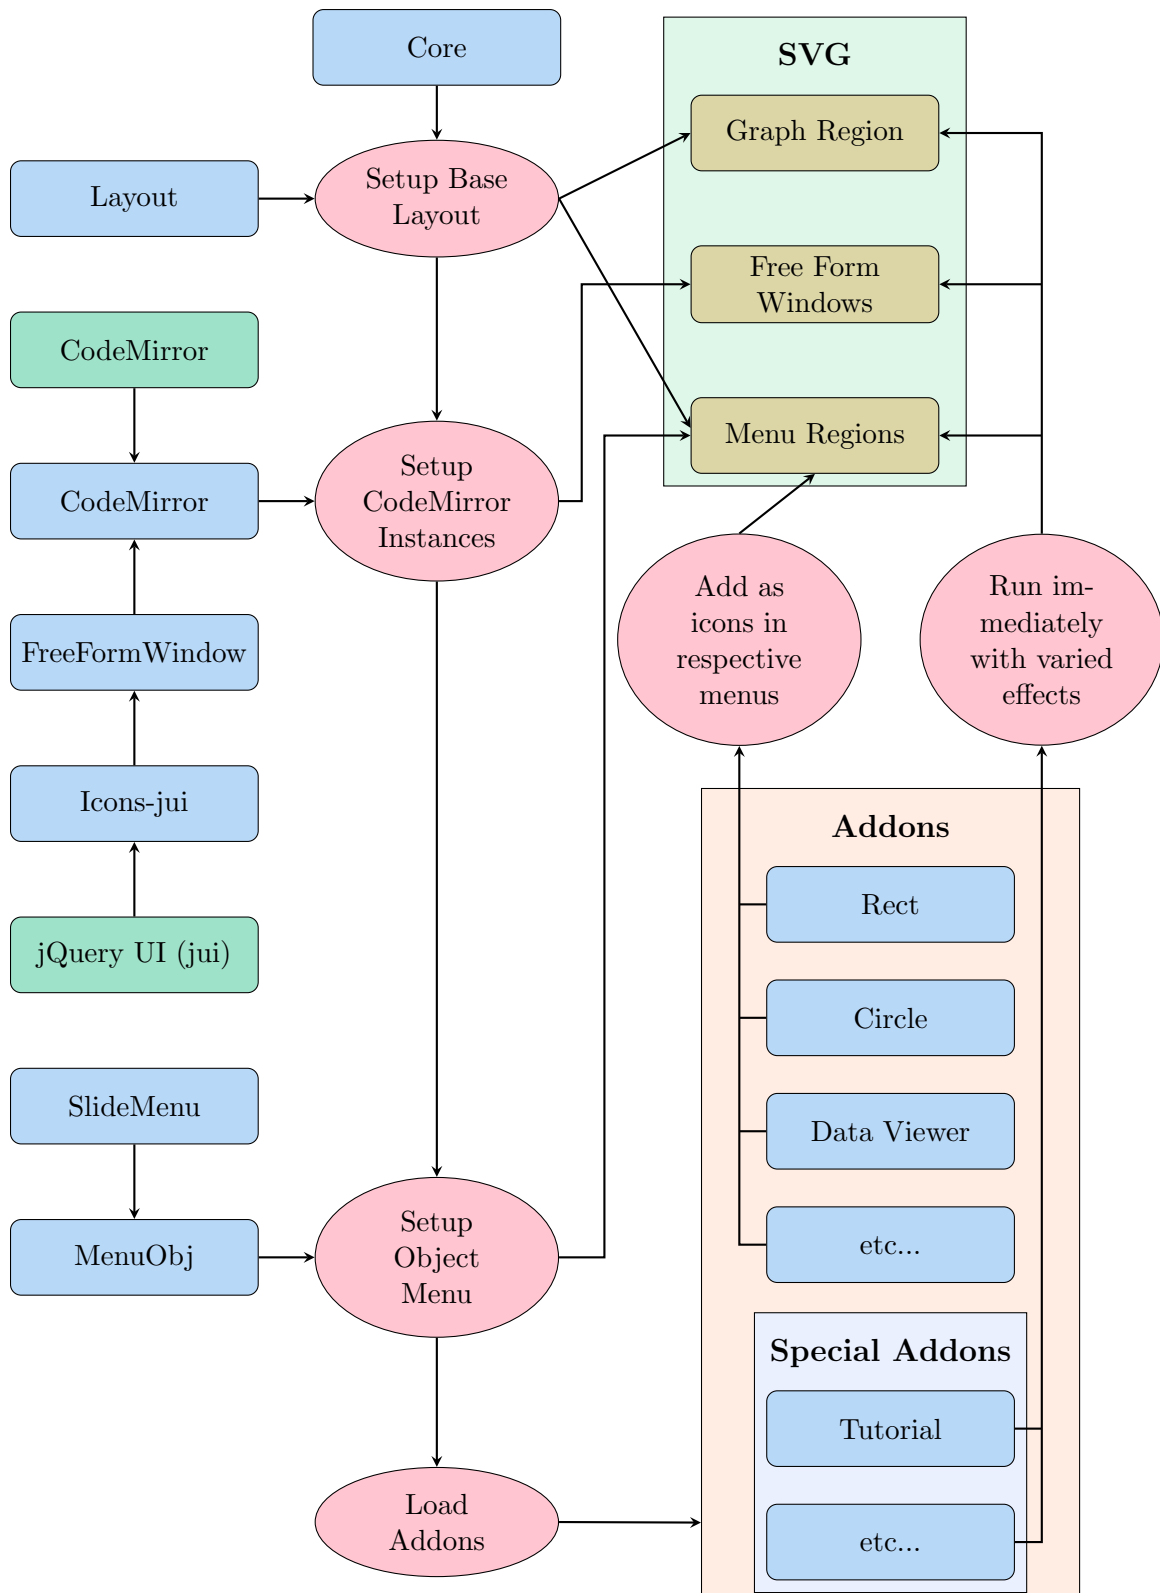 Core
SVG
Graph Region
Setup Base
Layout
Layout
Free Form
Windows
CodeMirror
Menu Regions
Setup
CodeMirror
Instances
CodeMirror
Add as
icons in
respective
menus
Run im-
mediately
with varied
effects
FreeFormWindow
Icons-jui
Addons
Rect
jQuery UI (jui)
Circle
SlideMenu
Data Viewer
Setup
Object
Menu
MenuObj
etc...
Special Addons
Tutorial
Load
Addons
etc...